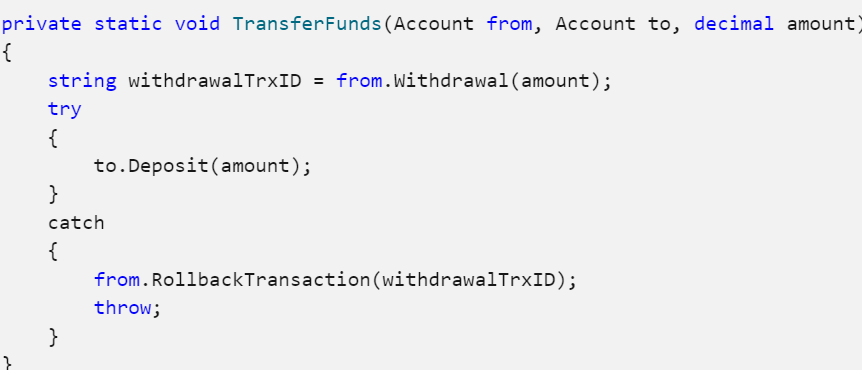 private static void TransferFunds(Account from, Account to, decimal amount)
{
    string withdrawalTrxID = from.Withdrawal(amount);
    try
    {
        to.Deposit(amount);
    }
    catch
    {
        from.RollbackTransaction(withdrawalTrxID);
        throw;
    }
}